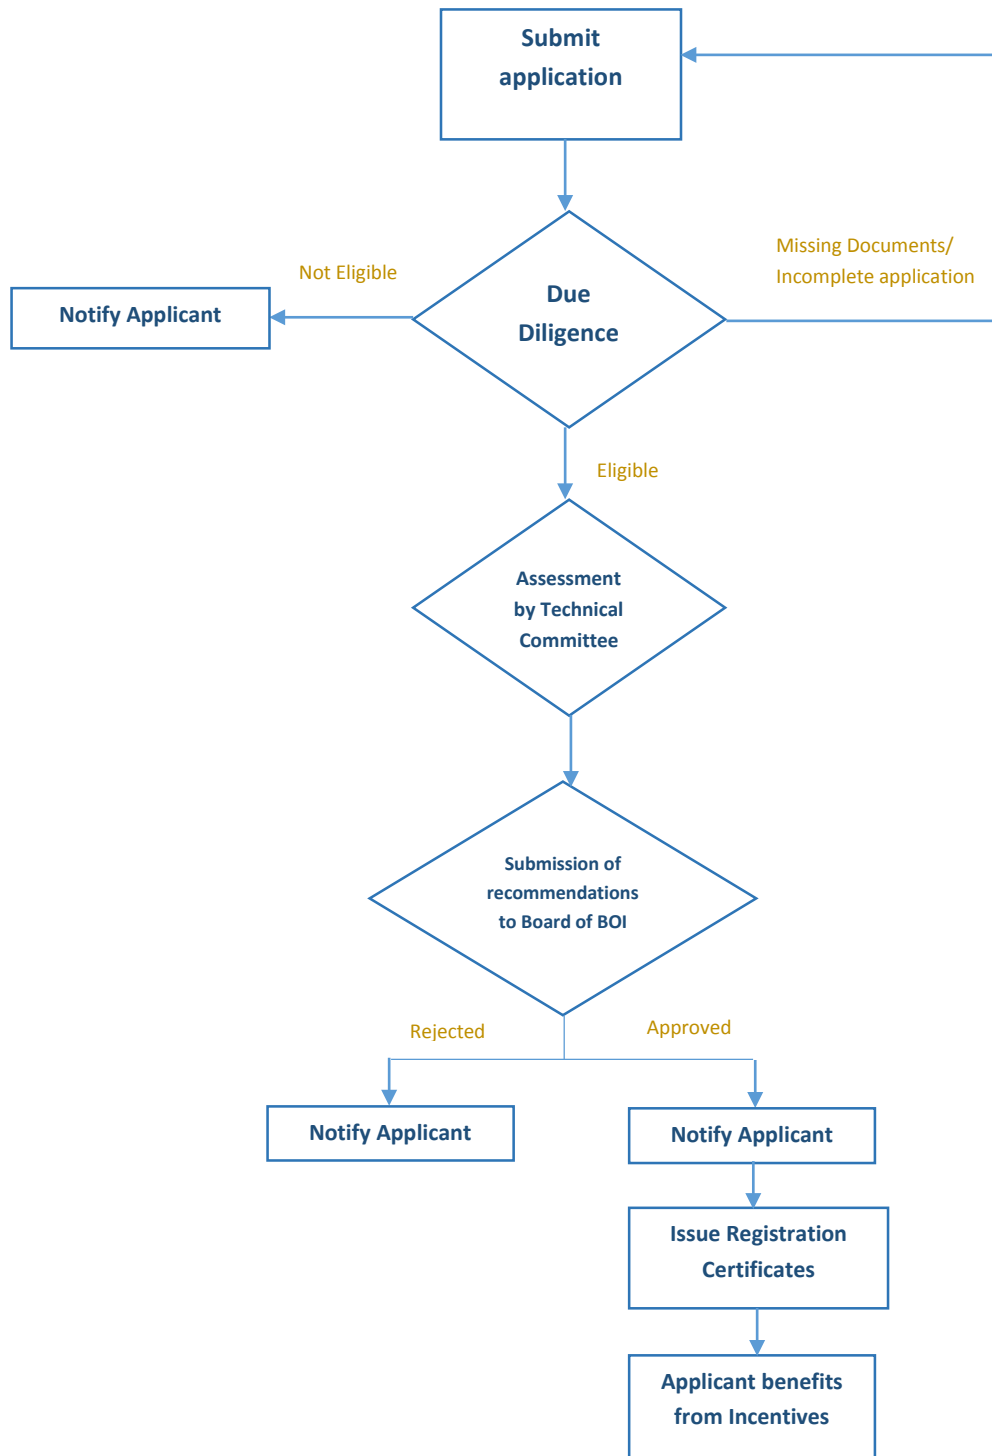 Submit
application
Missing Documents/
Incomplete application
Not Eligible
Notify Applicant
Due
Diligence
Eligible
Assessment
by Technical
Committee
Submission of
recommendations
to Board of BOI
Rejected
Approved
Notify Applicant
Notify Applicant
Issue Registration
Certificates
Applicant benefits
from Incentives